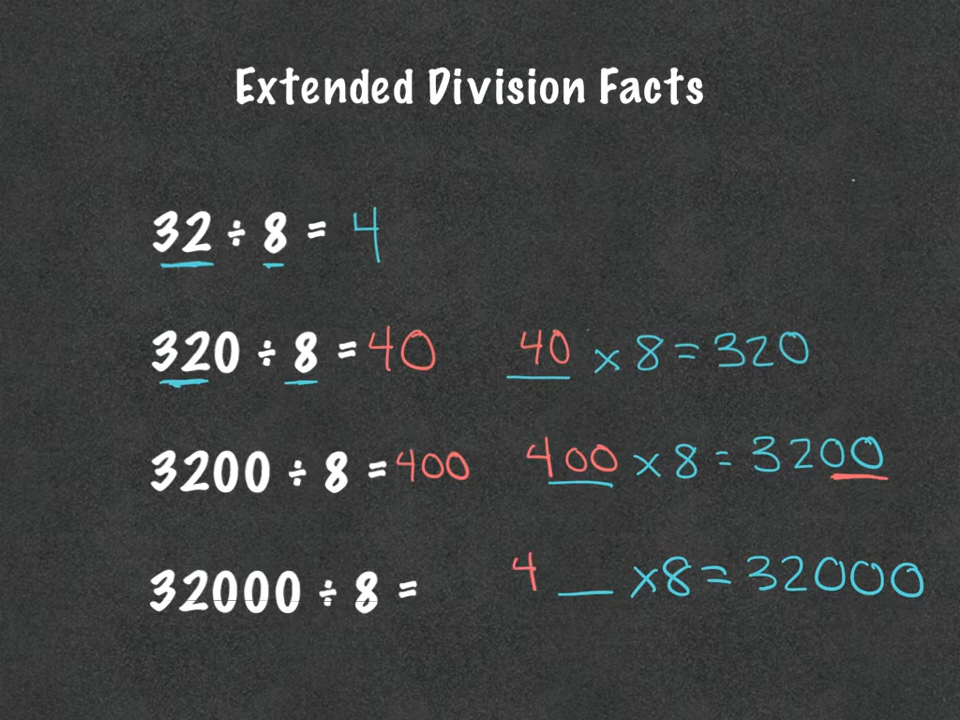 Extended Division Facts
32 ÷ 8 = 4
320 ÷ 8 = 40 40 x 8 = 320
3200 ÷ 8 = 400 400 x 8 = 3200
32000 ÷ 8 = 4 __ x 8 = 32000